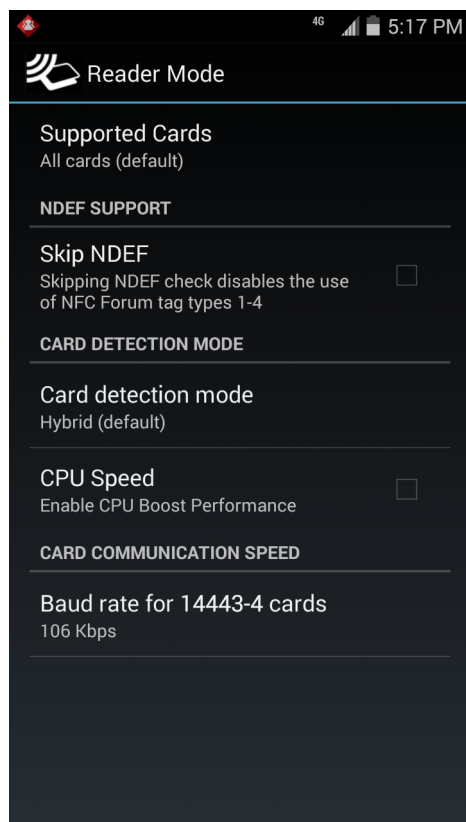 4G 5:17 PM
Reader Mode
Supported Cards
All cards (default)
NDEF SUPPORT
Skip NDEF
Skipping NDEF check disables the use
of NFC Forum tag types 1-4
CARD DETECTION MODE
Card detection mode
Hybrid (default)
CPU Speed
Enable CPU Boost Performance
CARD COMMUNICATION SPEED
Baud rate for 14443-4 cards
106 Kbps